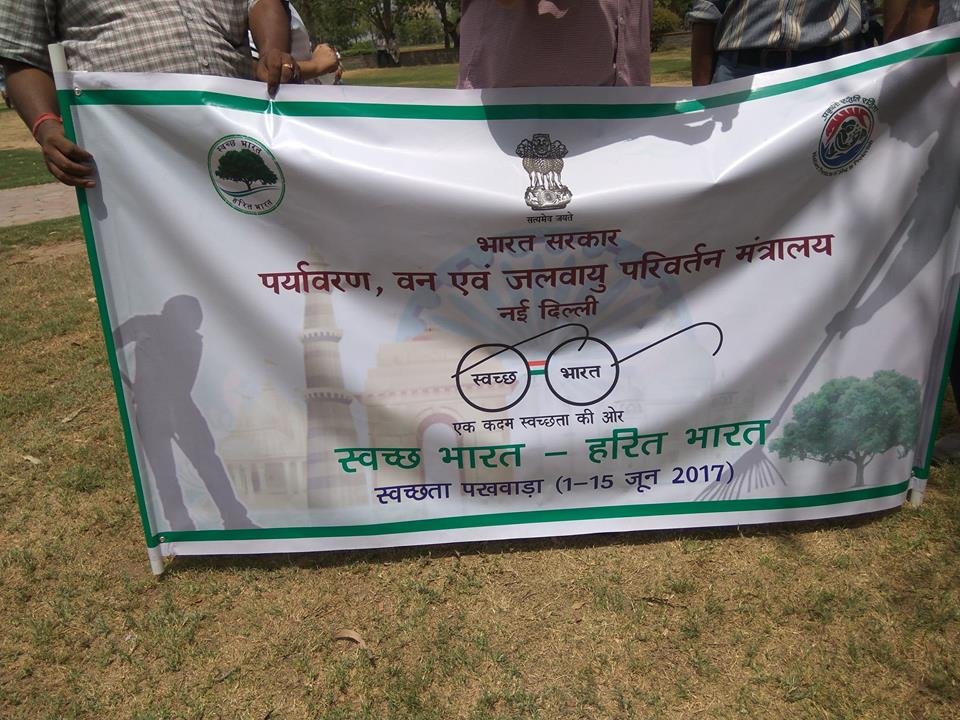 स्वच्छ भारत
हरित भारत
सत्यमेव जयते
भारत सरकार
पर्यावरण, वन एवं जलवायु परिवर्तन मंत्रालय
नई दिल्ली
स्वच्छ भारत
एक कदम स्वच्छता की ओर
स्वच्छ भारत – हरित भारत
स्वच्छता पखवाड़ा (1–15 जून 2017)